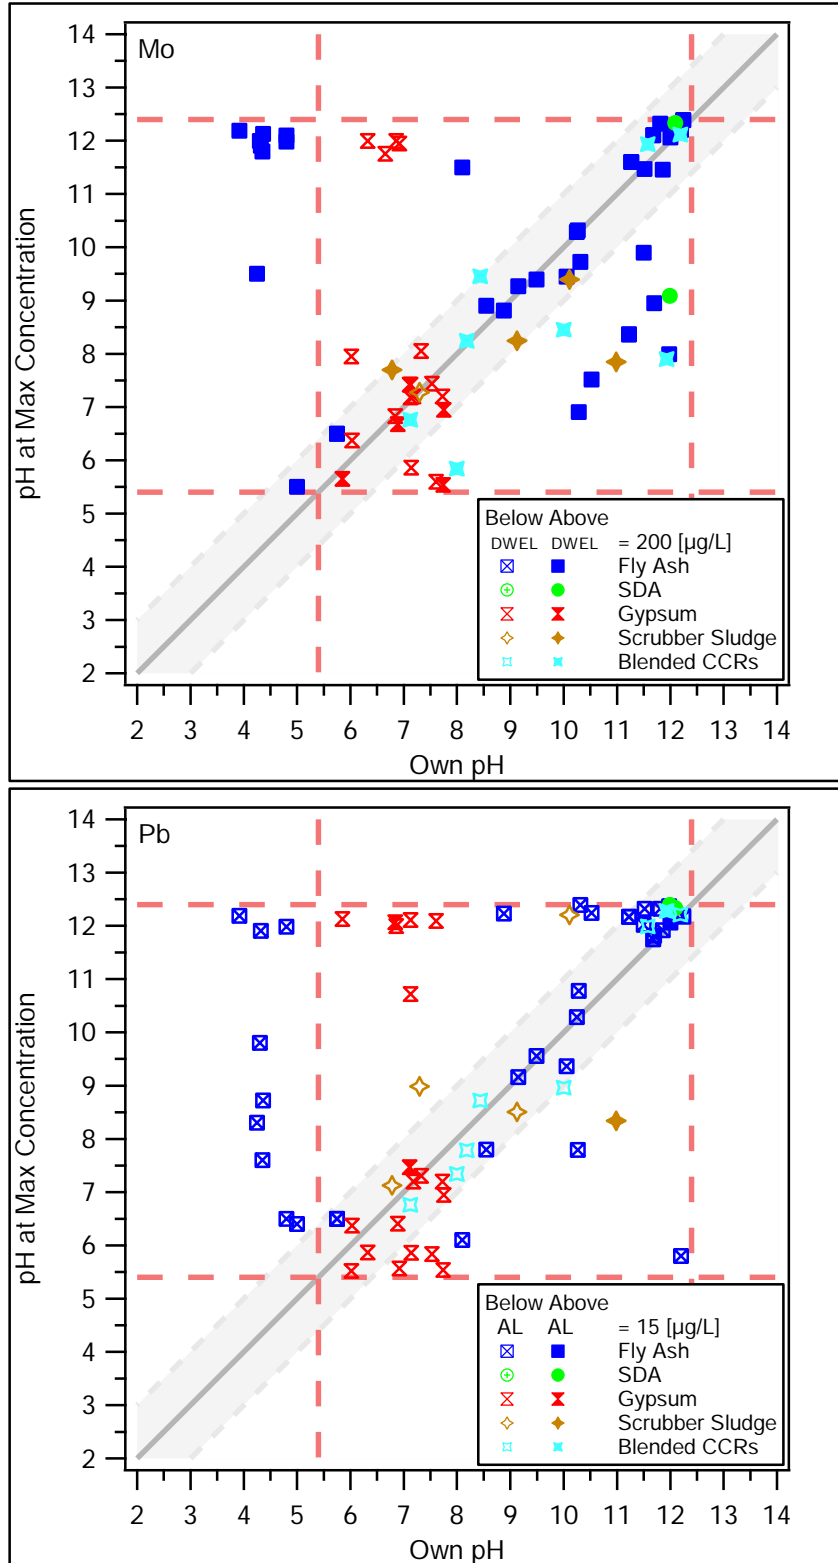 Mo
14
13
12
11
10
9
8
7
6
5
4
3
2
pH at Max Concentration
Below Above
DWEL DWEL = 200 [µg/L]
Fly Ash
SDA
Gypsum
Scrubber Sludge
Blended CCRs
2 3 4 5 6 7 8 9 10 11 12 13 14
Own pH
Pb
14
13
12
11
10
9
8
7
6
5
4
3
2
pH at Max Concentration
Below Above
AL AL = 15 [µg/L]
Fly Ash
SDA
Gypsum
Scrubber Sludge
Blended CCRs
2 3 4 5 6 7 8 9 10 11 12 13 14
Own pH